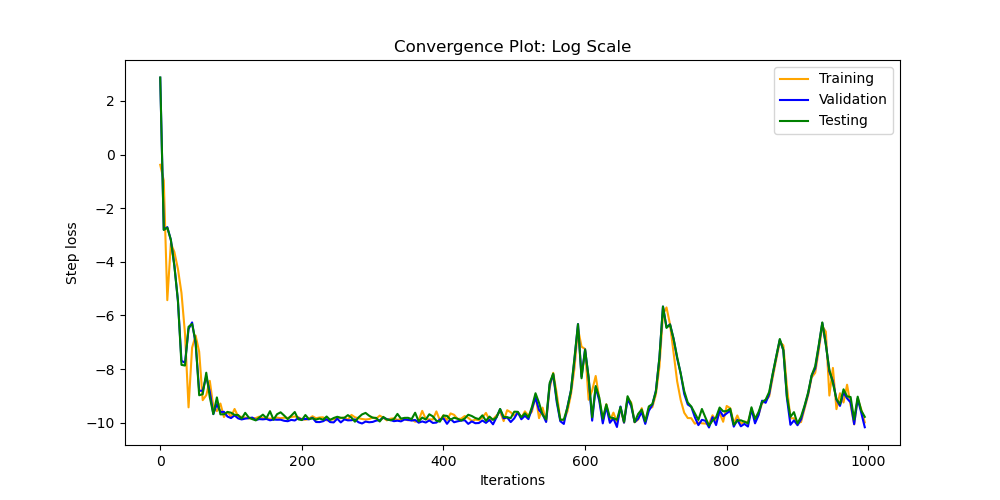 Convergence Plot: Log Scale
Training
Validation
Testing
Step loss
2
0
−2
−4
−6
−8
−10
0 200 400 600 800 1000
Iterations